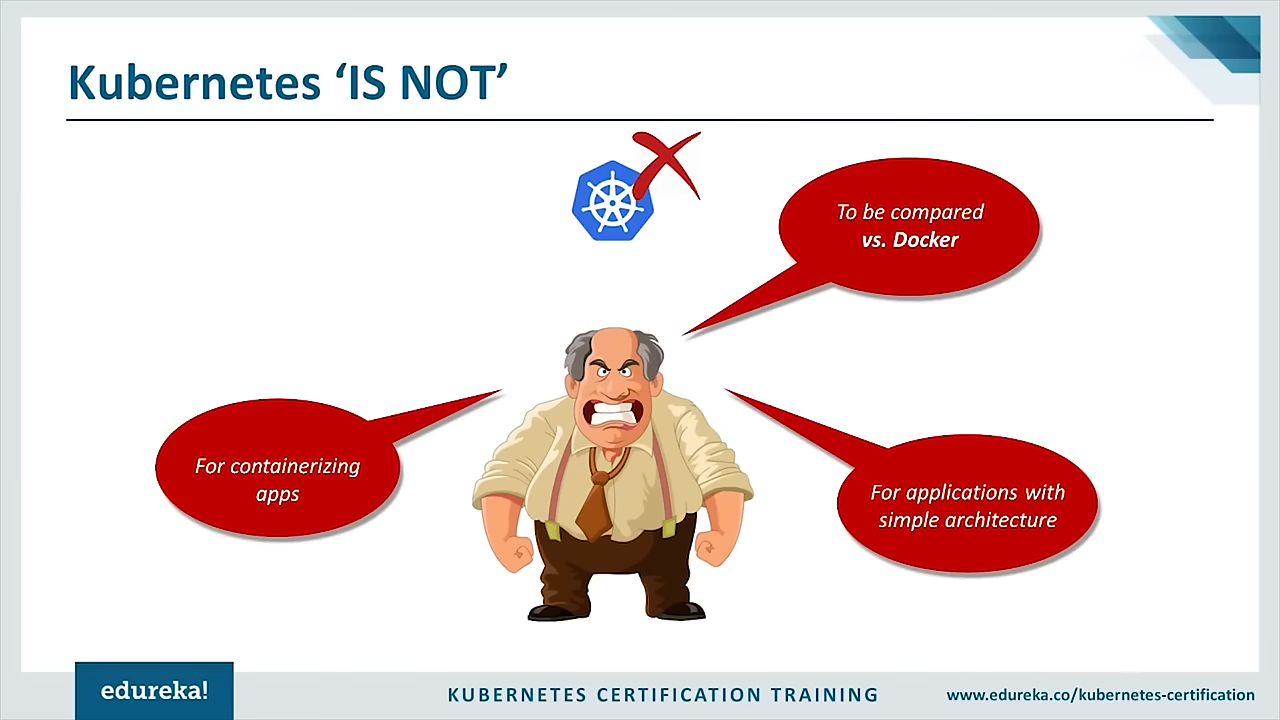 Kubernetes ‘IS NOT’
To be compared
vs. Docker
For containerizing
apps
For applications with
simple architecture
edureka!
KUBERNETES CERTIFICATION TRAINING
www.edureka.co/kubernetes-certification